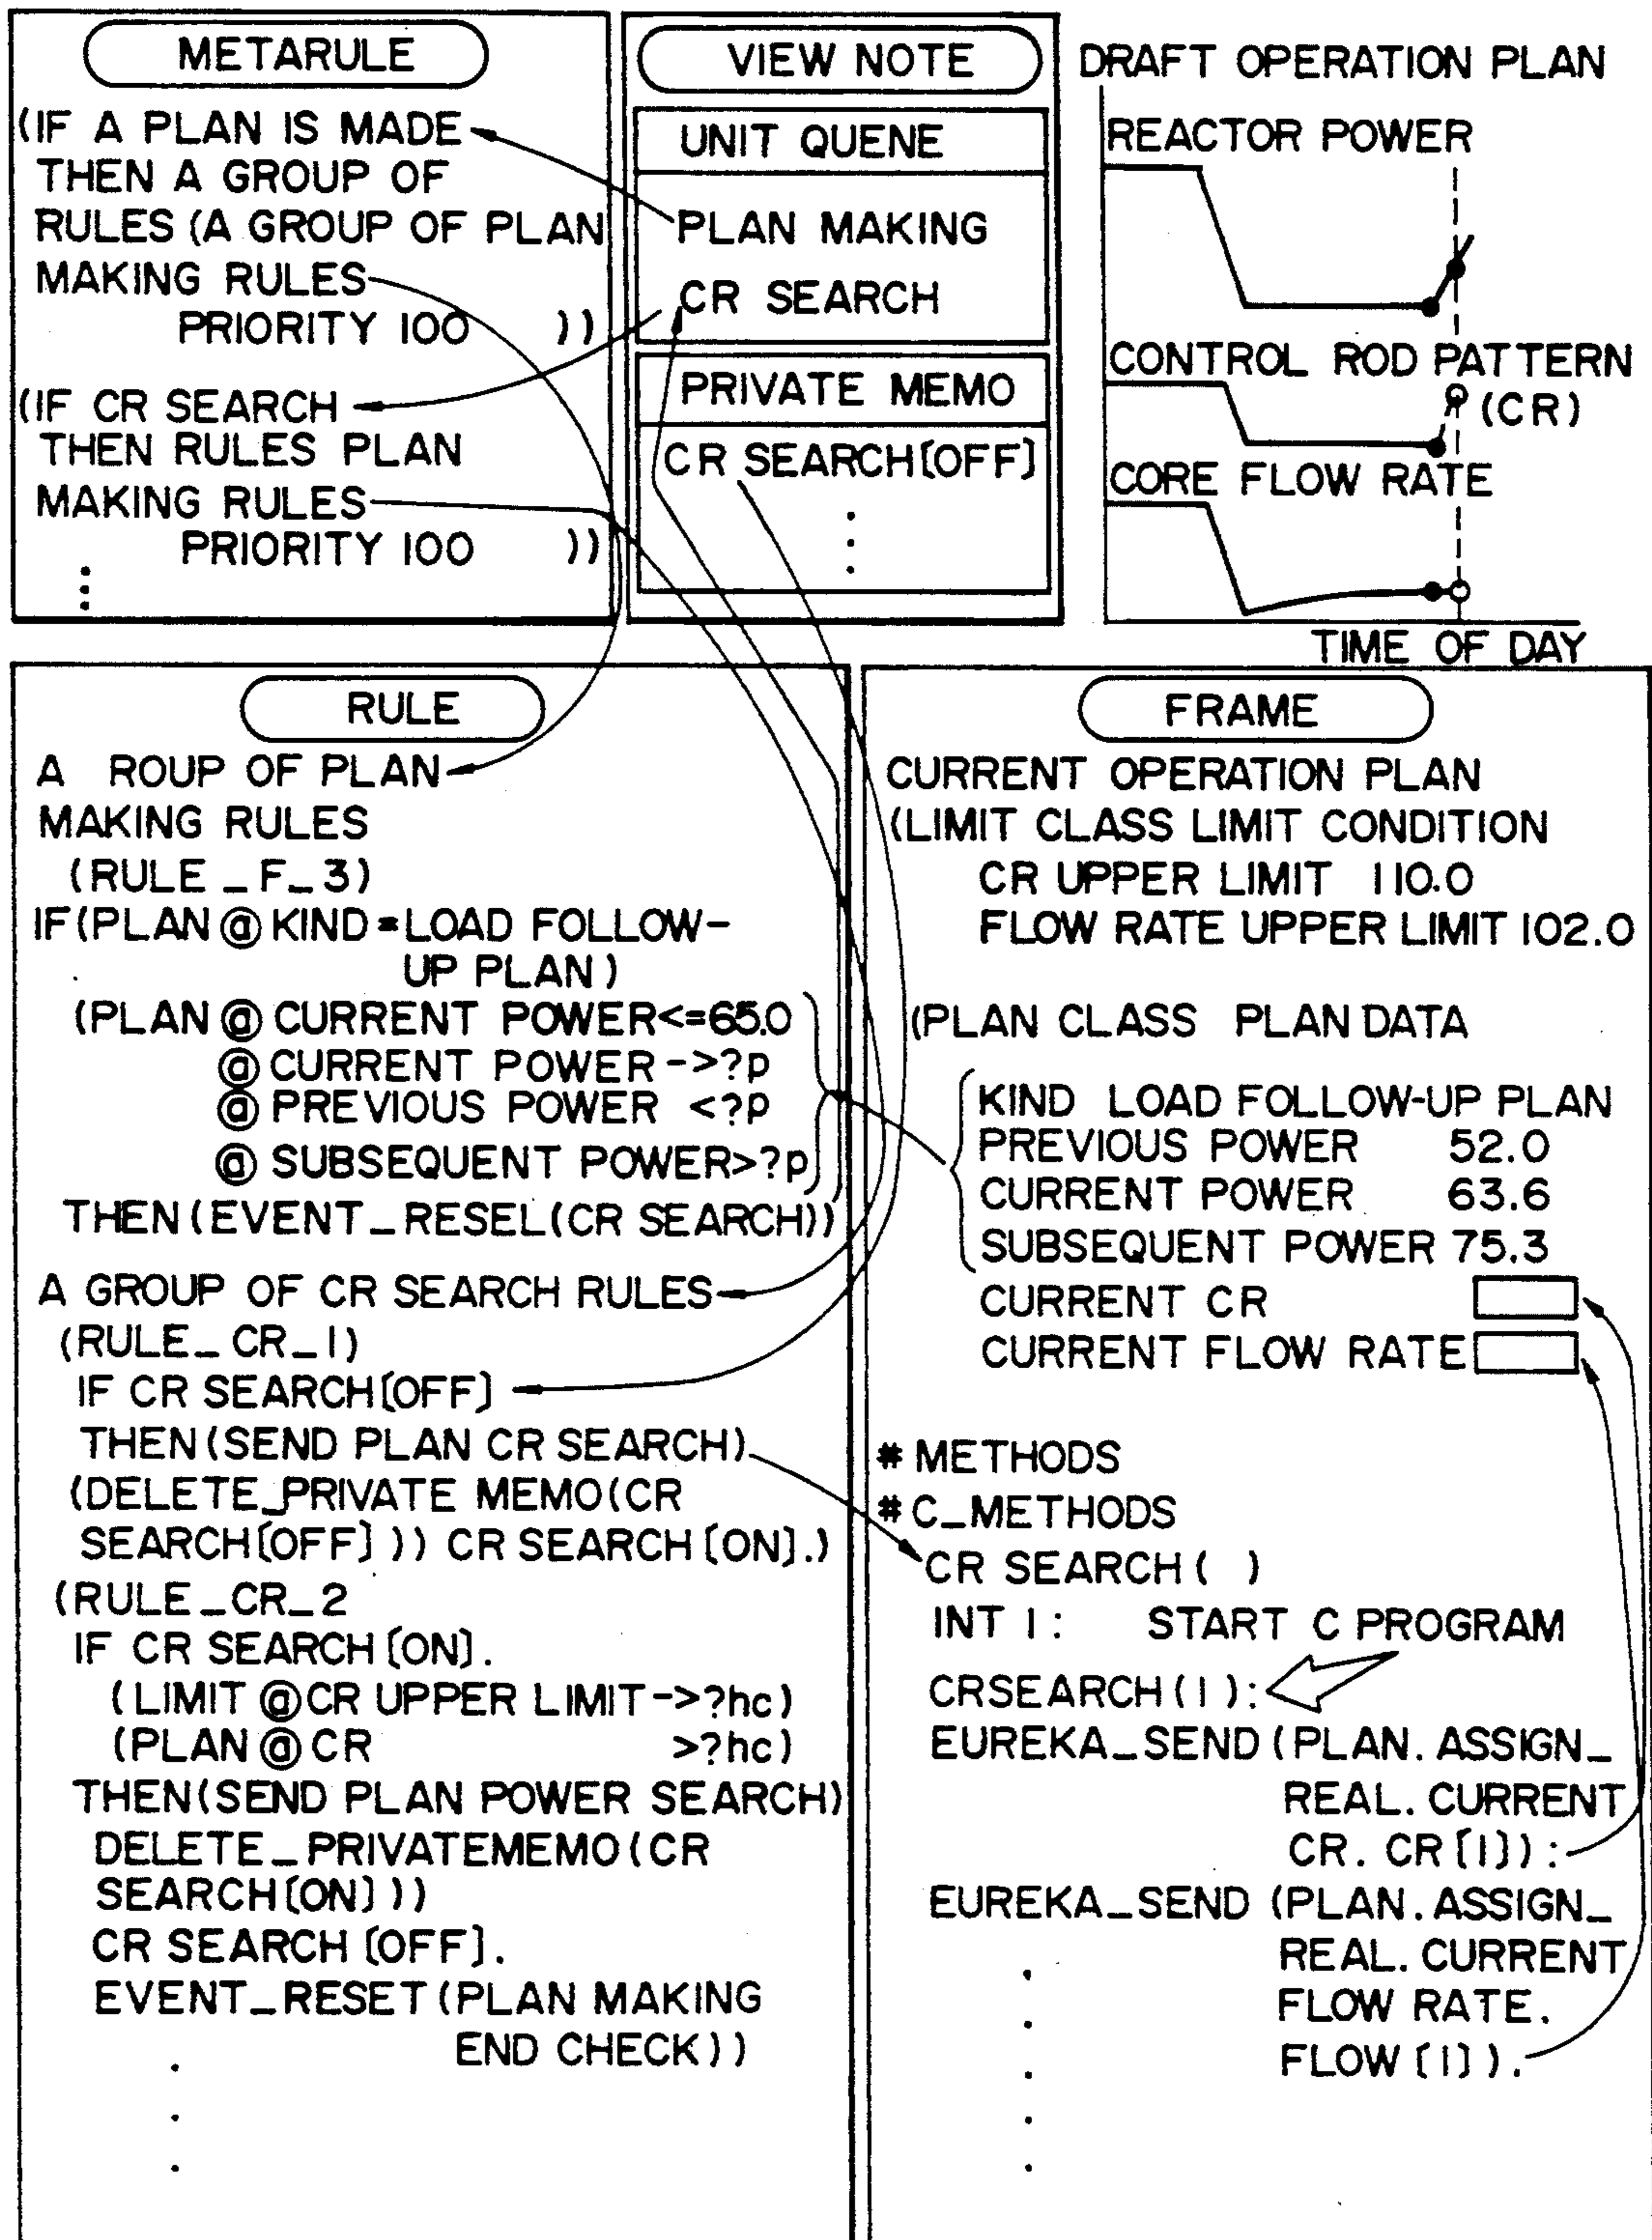 METARULE
(IF A PLAN IS MADE
THEN A GROUP OF
RULES (A GROUP OF PLAN
MAKING RULES
PRIORITY 100 ))
(IF CR SEARCH
THEN RULES PLAN
MAKING RULES
PRIORITY 100 ))
VIEW NOTE
UNIT QUENE
PLAN MAKING
CR SEARCH
PRIVATE MEMO
CR SEARCH[OFF]
DRAFT OPERATION PLAN
REACTOR POWER
CONTROL ROD PATTERN
(CR)
CORE FLOW RATE
TIME OF DAY
RULE
A ROUP OF PLAN
MAKING RULES
(RULE_F_3)
IF(PLAN @ KIND=LOAD FOLLOW-
UP PLAN)
(PLAN @ CURRENT POWER<=65.0
@ CURRENT POWER ->?p
@ PREVIOUS POWER <?p
@ SUBSEQUENT POWER>?p
THEN(EVENT_RESEL(CR SEARCH))
A GROUP OF CR SEARCH RULES
(RULE_CR_1)
IF CR SEARCH[OFF]
THEN(SEND PLAN CR SEARCH)
(DELETE_PRIVATE MEMO(CR
SEARCH[OFF] )) CR SEARCH[ON].)
(RULE_CR_2
IF CR SEARCH[ON].
(LIMIT @CR UPPER LIMIT->?hc)
(PLAN @ CR >?hc)
THEN(SEND PLAN POWER SEARCH)
DELETE_PRIVATEMEMO(CR
SEARCH[ON] ))
CR SEARCH [OFF].
EVENT_RESET(PLAN MAKING
END CHECK))
FRAME
CURRENT OPERATION PLAN
(LIMIT CLASS LIMIT CONDITION
CR UPPER LIMIT 110.0
FLOW RATE UPPER LIMIT 102.0
(PLAN CLASS PLAN DATA
KIND LOAD FOLLOW-UP PLAN
PREVIOUS POWER 52.0
CURRENT POWER 63.6
SUBSEQUENT POWER 75.3
CURRENT CR
CURRENT FLOW RATE
# METHODS
# C_METHODS
CR SEARCH ( )
INT I: START C PROGRAM
CRSEARCH(I):
EUREKA_SEND (PLAN. ASSIGN_
REAL. CURRENT
CR. CR [I]):
EUREKA_SEND (PLAN. ASSIGN_
REAL. CURRENT
FLOW RATE.
FLOW [I] ).